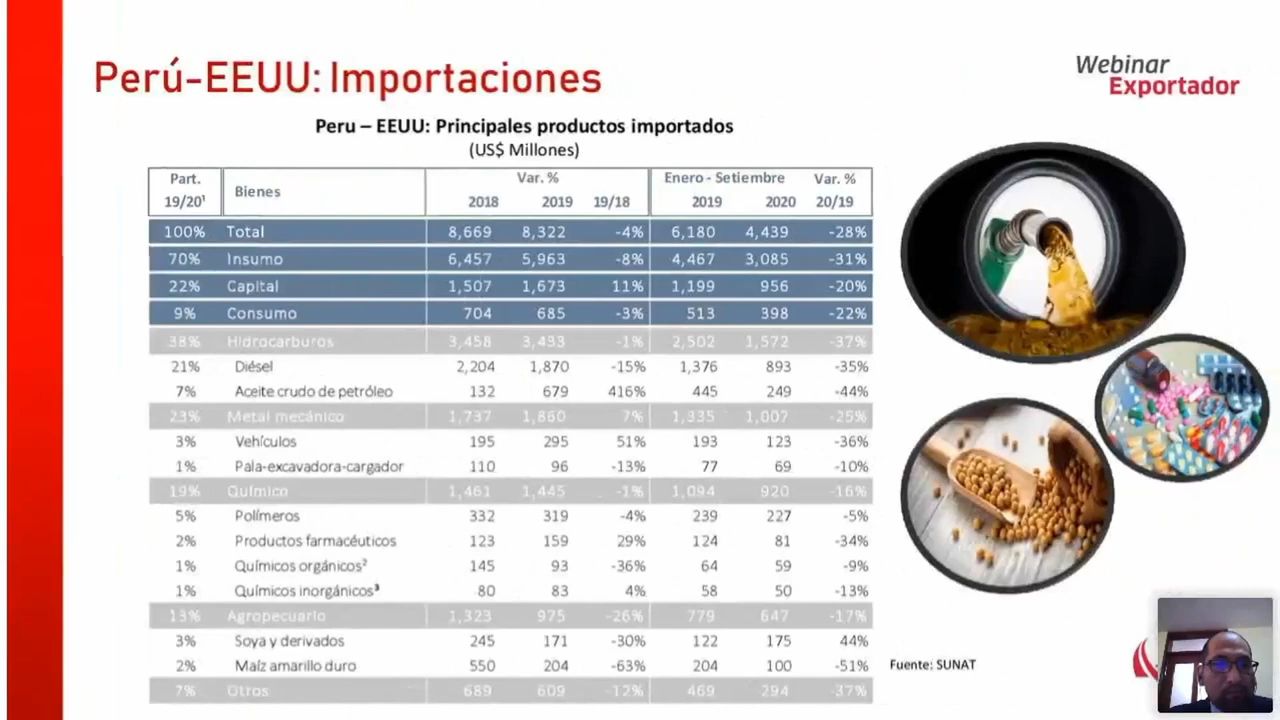 Perú-EEUU: Importaciones
Webinar
Exportador
Peru – EEUU: Principales productos importados
(US$ Millones)
Part. Var. % Enero - Setiembre Var. %
Bienes
19/20¹ 2018 2019 19/18 2019 2020 20/19
100% Total 8,669 8,322 -4% 6,180 4,439 -28%
70% Insumo 6,457 5,963 -8% 4,467 3,085 -31%
22% Capital 1,507 1,673 11% 1,199 956 -20%
9% Consumo 704 685 -3% 513 398 -22%
38% Hidrocarburos 3,458 3,433 -1% 2,502 1,572 -37%
21% Diésel 2,204 1,870 -15% 1,376 893 -35%
7% Aceite crudo de petróleo 132 679 416% 445 249 -44%
23% Metal mecánico 1,737 1,860 7% 1,335 1,007 -25%
3% Vehículos 195 295 51% 193 123 -36%
1% Pala-excavadora-cargador 110 96 -13% 77 69 -10%
19% Químico 1,461 1,445 -1% 1,094 920 -16%
5% Polímeros 332 319 -4% 239 227 -5%
2% Productos farmacéuticos 123 159 29% 124 81 -34%
1% Químicos orgánicos² 145 93 -36% 64 59 -9%
1% Químicos inorgánicos³ 80 83 4% 58 50 -13%
13% Agropecuario 1,323 975 -26% 779 647 -17%
3% Soya y derivados 245 171 -30% 122 175 44%
2% Maíz amarillo duro 550 204 -63% 204 100 -51%
7% Otros 689 609 -12% 469 294 -37%
Fuente: SUNAT